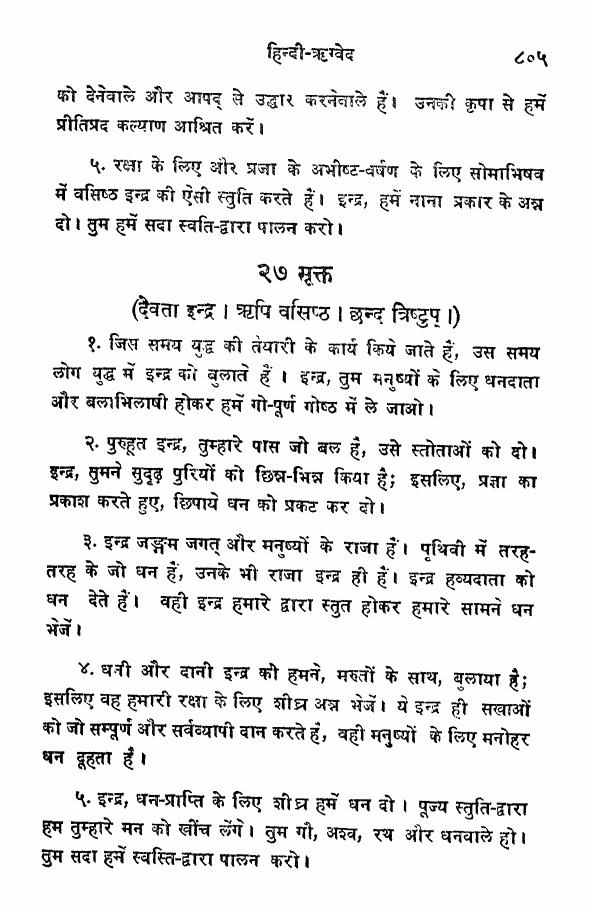 हिन्दी-ऋग्वेद ८०५
को देनेवाले और आपद् से उद्धार करनेवाले हैं। उनकी कृपा से हमें
प्रीतिप्रद कल्याण आश्रित करें।
५. रक्षा के लिए और प्रजा के अभीष्ट-वर्षण के लिए सोमाभिषव
में वसिष्ठ इन्द्र की ऐसी स्तुति करते हैं। इन्द्र, हमें नाना प्रकार के अन्न
दो। तुम हमें सदा स्वति-द्वारा पालन करो।
२७ सूक्त
(देवता इन्द्र। ऋषि वसिष्ठ। छन्द त्रिष्टुप्।)
१. जिस समय युद्ध की तैयारी के कार्य किये जाते हैं, उस समय
लोग युद्ध में इन्द्र को बुलाते हैं। इन्द्र, तुम मनुष्यों के लिए धनदाता
और बलाभिलाषी होकर हमें गो-पूर्ण गोष्ठ में ले जाओ।
२. पुरुहूत इन्द्र, तुम्हारे पास जो बल है, उसे स्तोताओं को दो।
इन्द्र, तुमने सुदृढ़ पुरियों को छिन्न-भिन्न किया है; इसलिए, प्रज्ञा का
प्रकाश करते हुए, छिपाये धन को प्रकट कर दो।
३. इन्द्र जङ्गम जगत् और मनुष्यों के राजा हैं। पृथिवी में तरह-
तरह के जो धन हैं, उनके भी राजा इन्द्र ही हैं। इन्द्र हव्यदाता को
धन देते हैं। वही इन्द्र हमारे द्वारा स्तुत होकर हमारे सामने धन
भेजें।
४. धनी और दानी इन्द्र को हमने, मरुतों के साथ, बुलाया है;
इसलिए वह हमारी रक्षा के लिए शीघ्र अन्न भेजें। ये इन्द्र ही सखाओं
को जो सम्पूर्ण और सर्वव्यापी दान करते हैं, वही मनुष्यों के लिए मनोहर
धन दूहता है।
५. इन्द्र, धन-प्राप्ति के लिए शीघ्र हमें धन दो। पूज्य स्तुति-द्वारा
हम तुम्हारे मन को खींच लेंगे। तुम गौ, अश्व, रथ और धनवाले हो।
तुम सदा हमें स्वस्ति-द्वारा पालन करो।